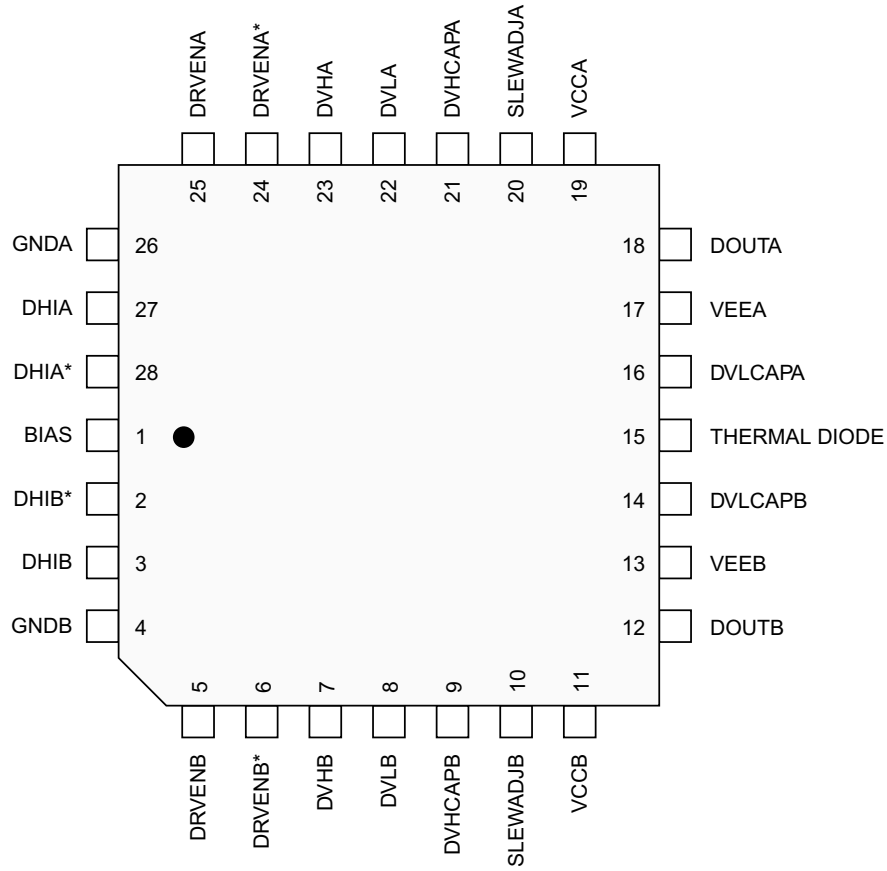 DRVENA
DRVENA*
DVHA
DVLA
DVHCAPA
SLEWADJA
VCCA
25
24
23
22
21
20
19
GNDA 26
18 DOUTA
DHIA 27
17 VEEA
DHIA* 28
16 DVLCAPA
BIAS 1
15 THERMAL DIODE
DHIB* 2
14 DVLCAPB
DHIB 3
13 VEEB
GNDB 4
12 DOUTB
5
6
7
8
9
10
11
DRVENB
DRVENB*
DVHB
DVLB
DVHCAPB
SLEWADJB
VCCB